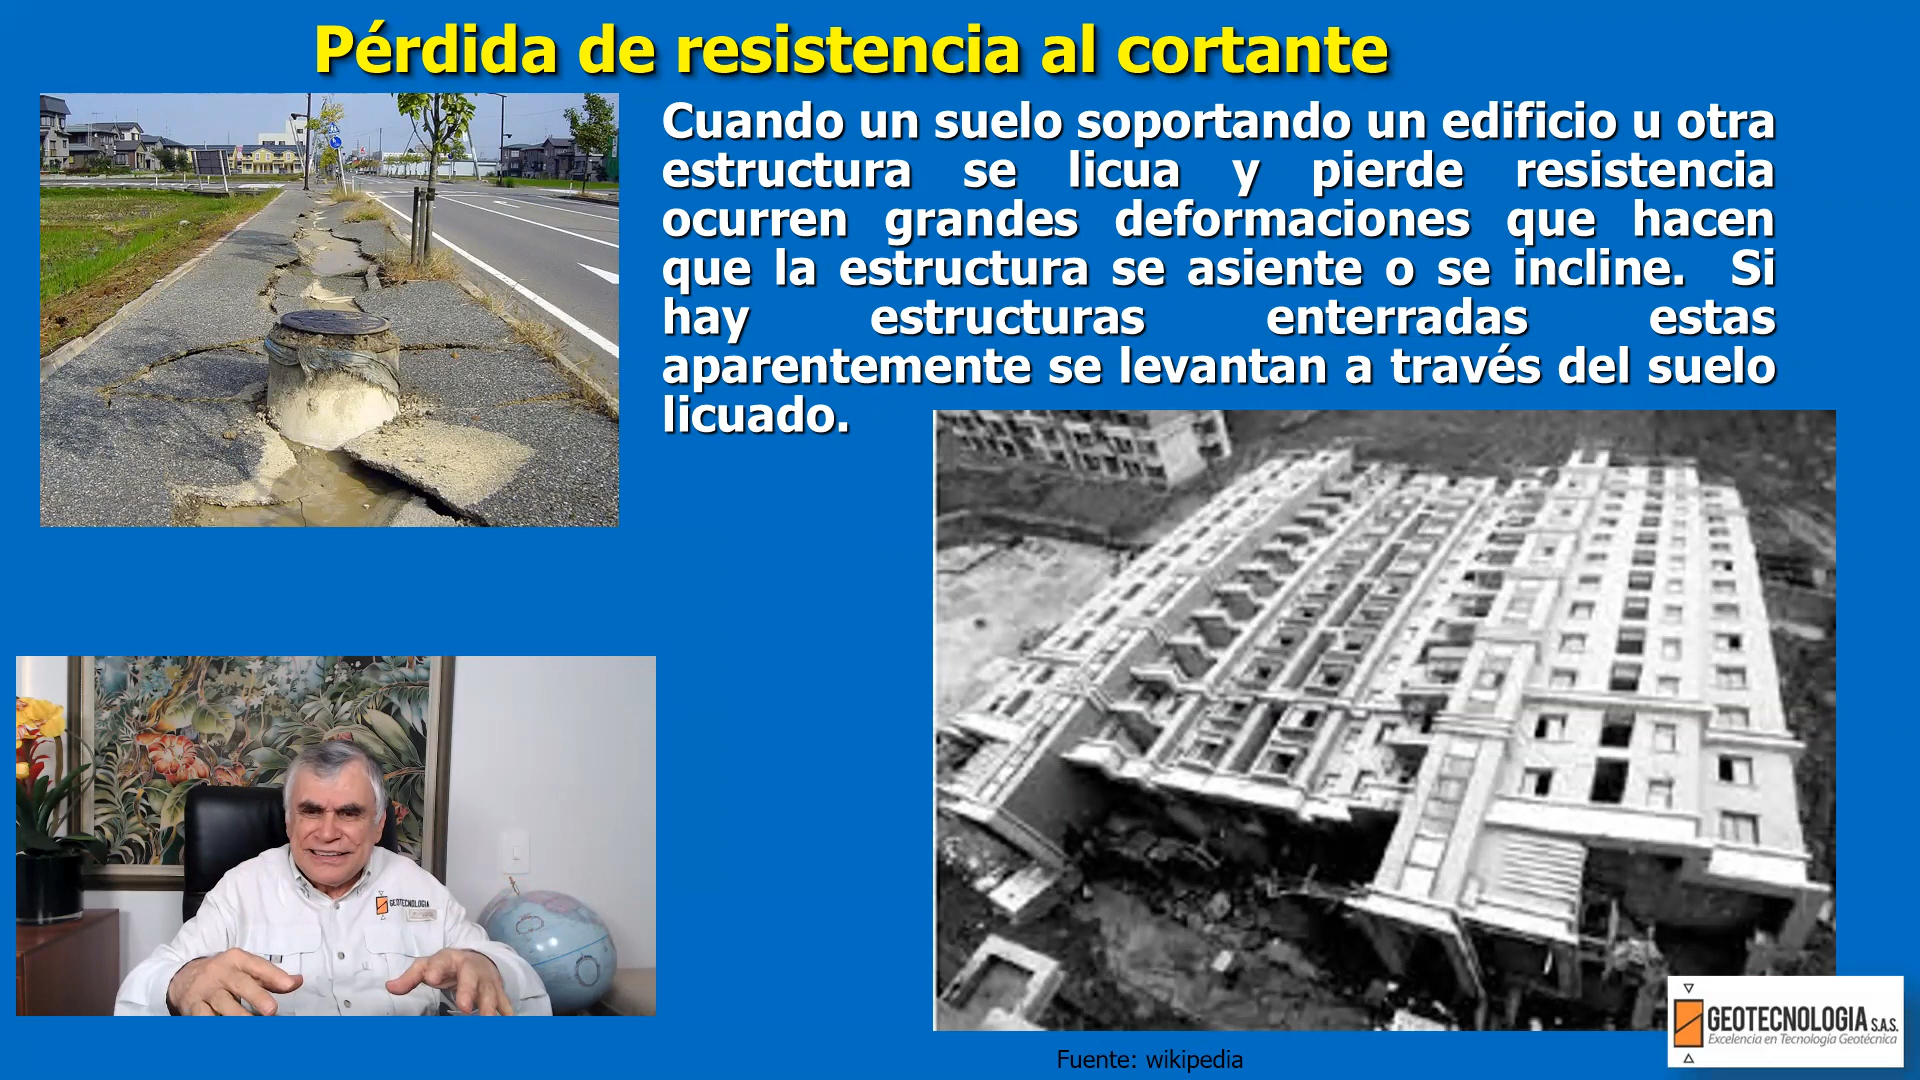 Pérdida de resistencia al cortante
Cuando un suelo soportando un edificio u otra
estructura se licua y pierde resistencia
ocurren grandes deformaciones que hacen
que la estructura se asiente o se incline. Si
hay estructuras enterradas estas
aparentemente se levantan a través del suelo
licuado.
GEOTECNOLOGIA
GEOTECNOLOGIA S.A.S.
Excelencia en Tecnología Geotécnica
Fuente: wikipedia